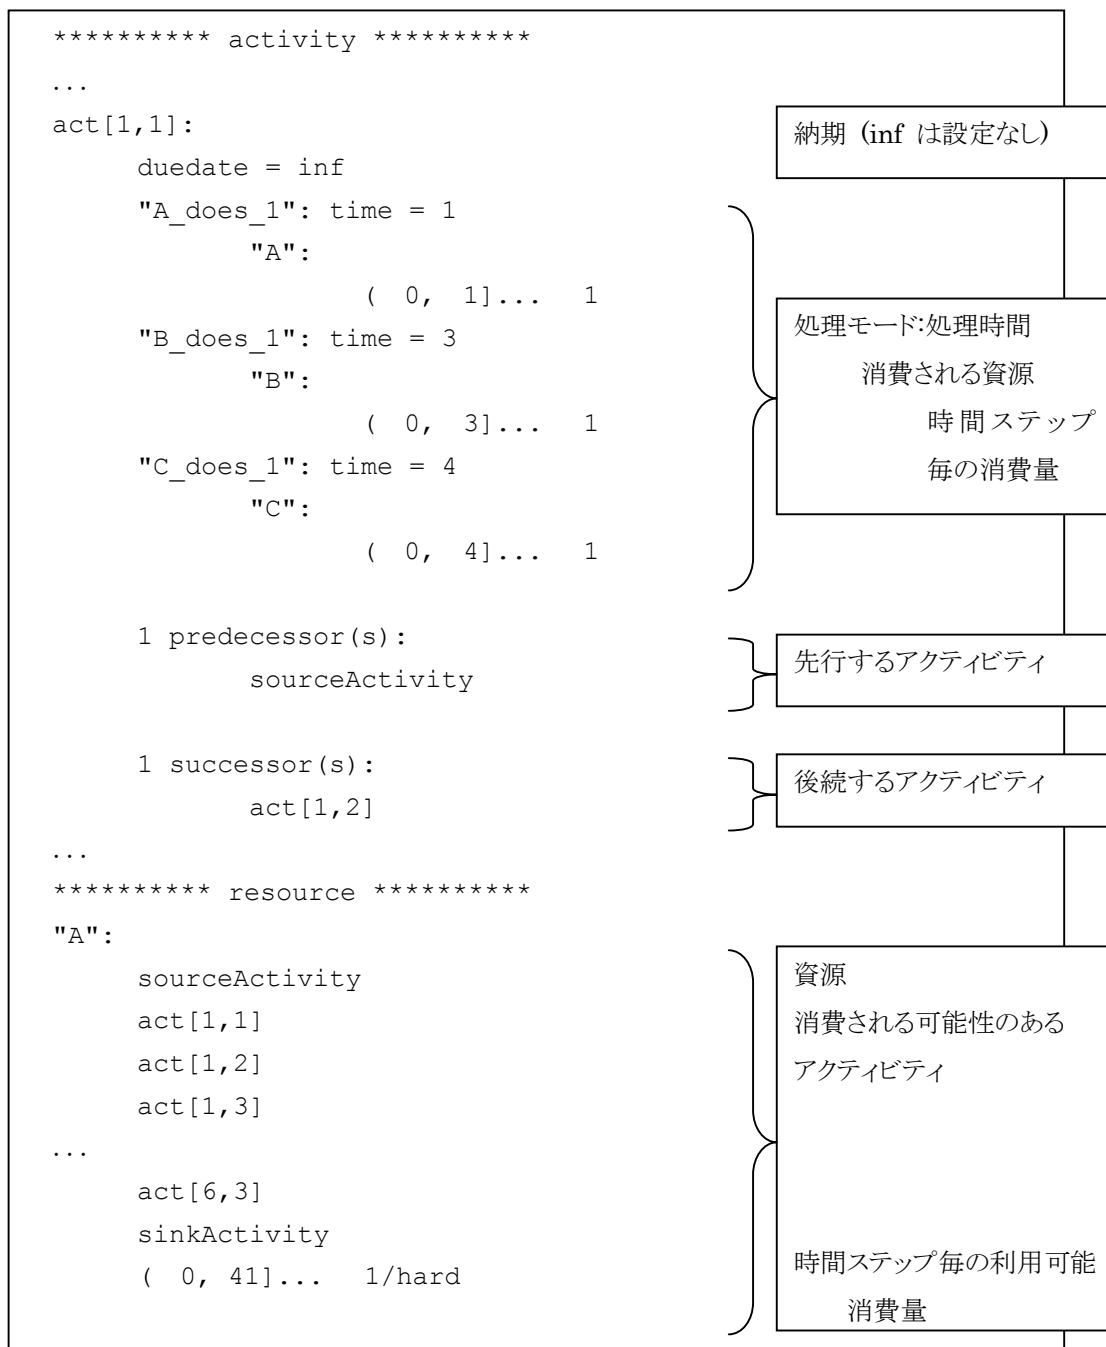 ********** activity **********
...
act[1,1]:
納期 (inf は設定なし)
duedate = inf
"A_does_1": time = 1
"A":
( 0, 1]... 1
"B_does_1": time = 3
"B":
( 0, 3]... 1
"C_does_1": time = 4
"C":
( 0, 4]... 1
処理モード:処理時間
消費される資源
時間ステップ
毎の消費量
1 predecessor(s):
sourceActivity
先行するアクティビティ
1 successor(s):
act[1,2]
後続するアクティビティ
...
********** resource **********
"A":
sourceActivity
act[1,1]
act[1,2]
act[1,3]
...
act[6,3]
sinkActivity
( 0, 41]... 1/hard
資源
消費される可能性のある
アクティビティ
時間ステップ毎の利用可能
消費量